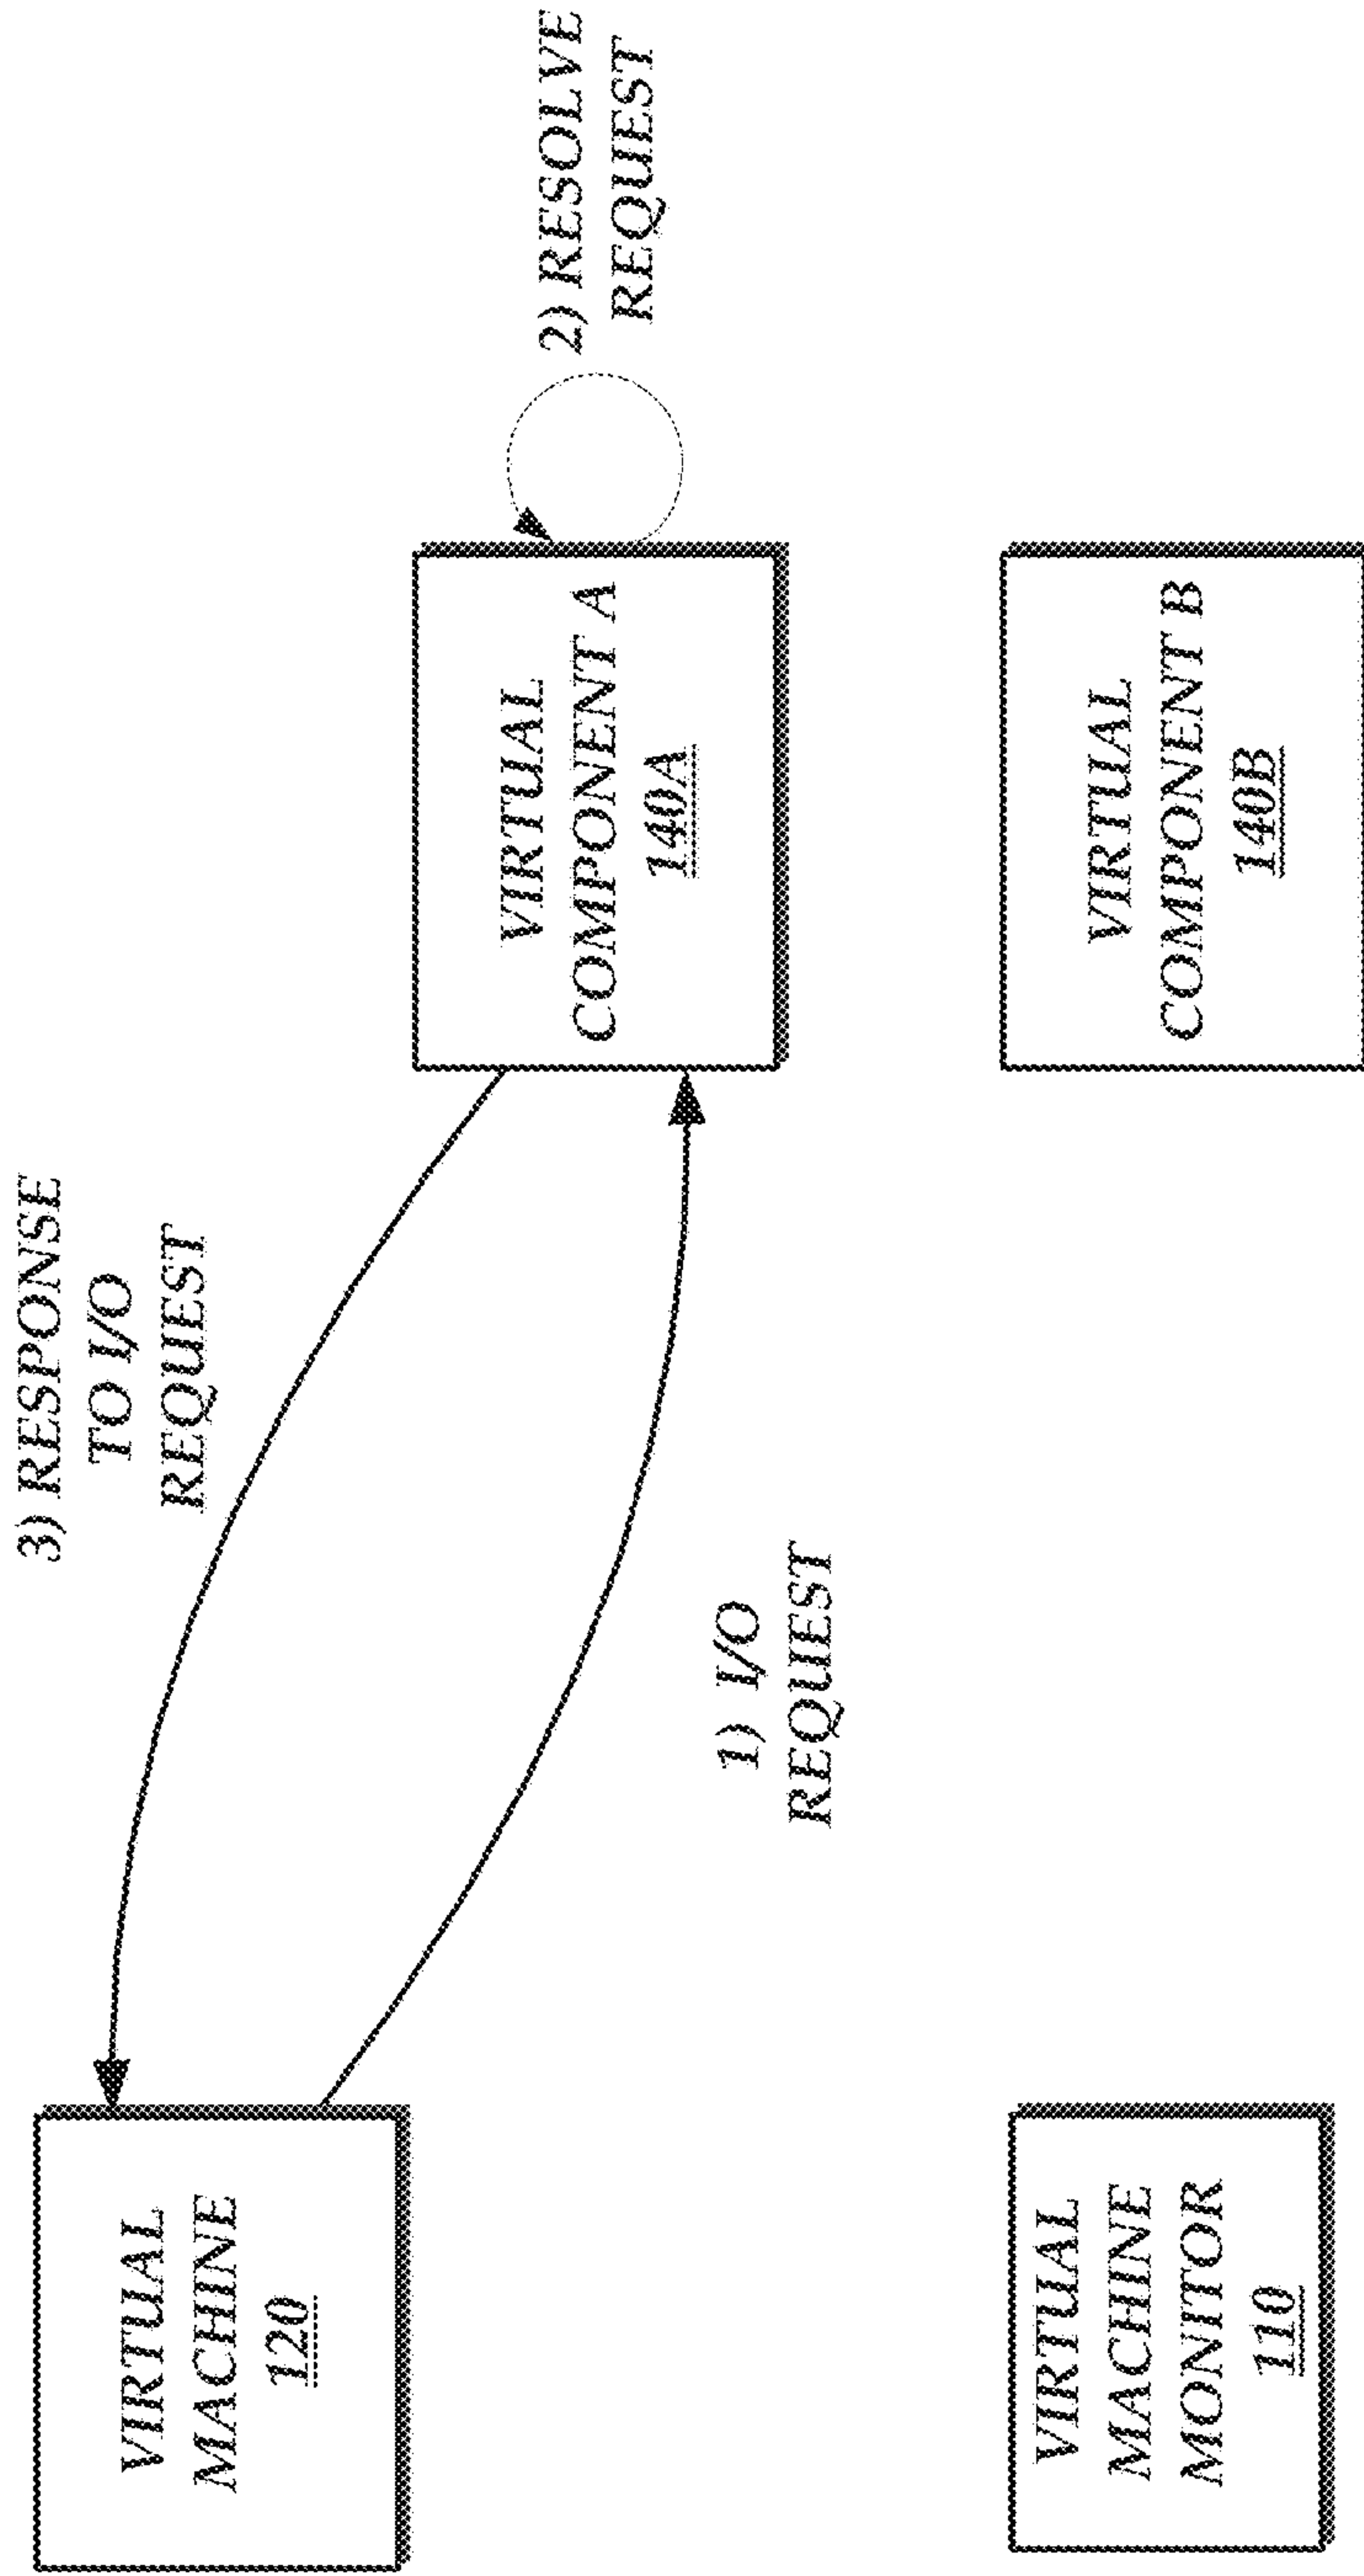 VIRTUAL
MACHINE
120
3) RESPONSE
TO I/O
REQUEST
1) I/O
REQUEST
VIRTUAL
COMPONENT A
140A
2) RESOLVE
REQUEST
VIRTUAL
MACHINE
MONITOR
110
VIRTUAL
COMPONENT B
140B